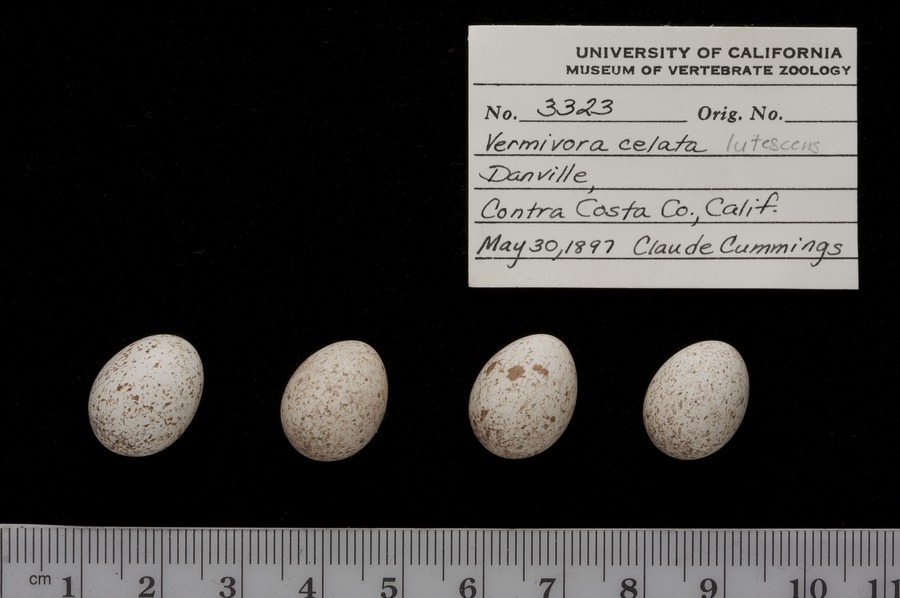 UNIVERSITY OF CALIFORNIA
MUSEUM OF VERTEBRATE ZOOLOGY
No. 3323 Orig. No.
Vermivora celata lutescens
Danville,
Contra Costa Co., Calif.
May 30, 1897 Claude Cummings
cm 1 2 3 4 5 6 7 8 9 10 11